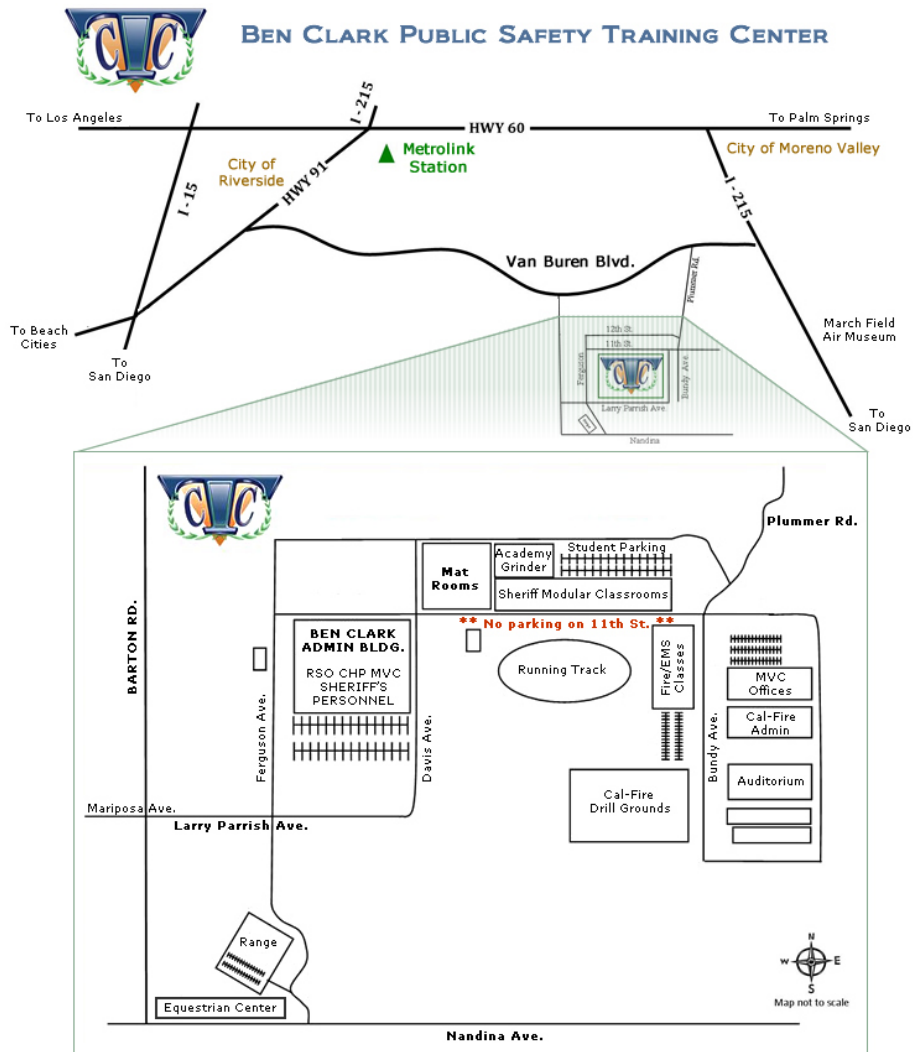 BEN CLARK PUBLIC SAFETY TRAINING CENTER
CTC
I - 215
To Los Angeles
HWY 60
To Palm Springs
City of
Riverside
HWY 91
Metrolink
Station
City of Moreno Valley
I - 15
I - 215
Van Buren Blvd.
Plummer Rd.
To Beach
Cities
To
San Diego
March Field
Air Museum
12th St.
11th St.
Ferguson
CTC
Bundy Ave.
Larry Parrish Ave.
Nandina
To
San Diego
CTC
Plummer Rd.
BARTON RD.
Mat
Rooms
Academy
Grinder
Student Parking
Sheriff Modular Classrooms
** No parking on 11th St. **
BEN CLARK
ADMIN BLDG.
RSO CHP MVC
SHERIFF'S
PERSONNEL
Running Track
Fire/EMS
Classes
MVC
Offices
Cal-Fire
Admin
Ferguson Ave.
Davis Ave.
Bundy Ave.
Auditorium
Cal-Fire
Drill Grounds
Mariposa Ave.
Larry Parrish Ave.
Range
Equestrian Center
N
W
E
S
Map not to scale
Nandina Ave.